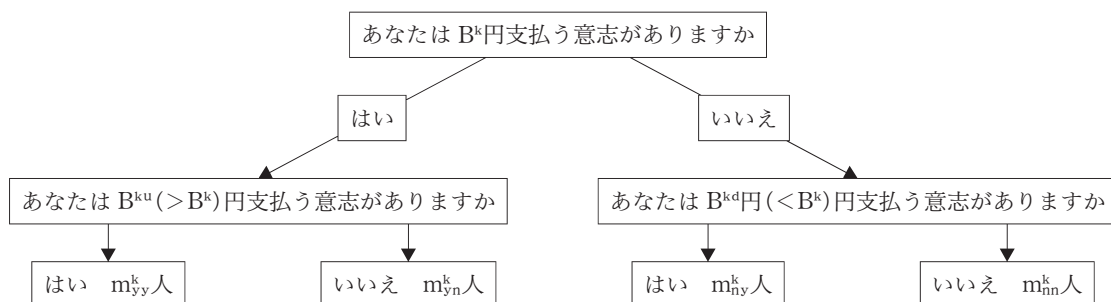 あなたは B^k円支払う意志がありますか
はい
いいえ
あなたは B^ku(>B^k)円支払う意志がありますか
あなたは B^kd円(<B^k)円支払う意志がありますか
はい m^k_yy人
いいえ m^k_yn人
はい m^k_ny人
いいえ m^k_nn人